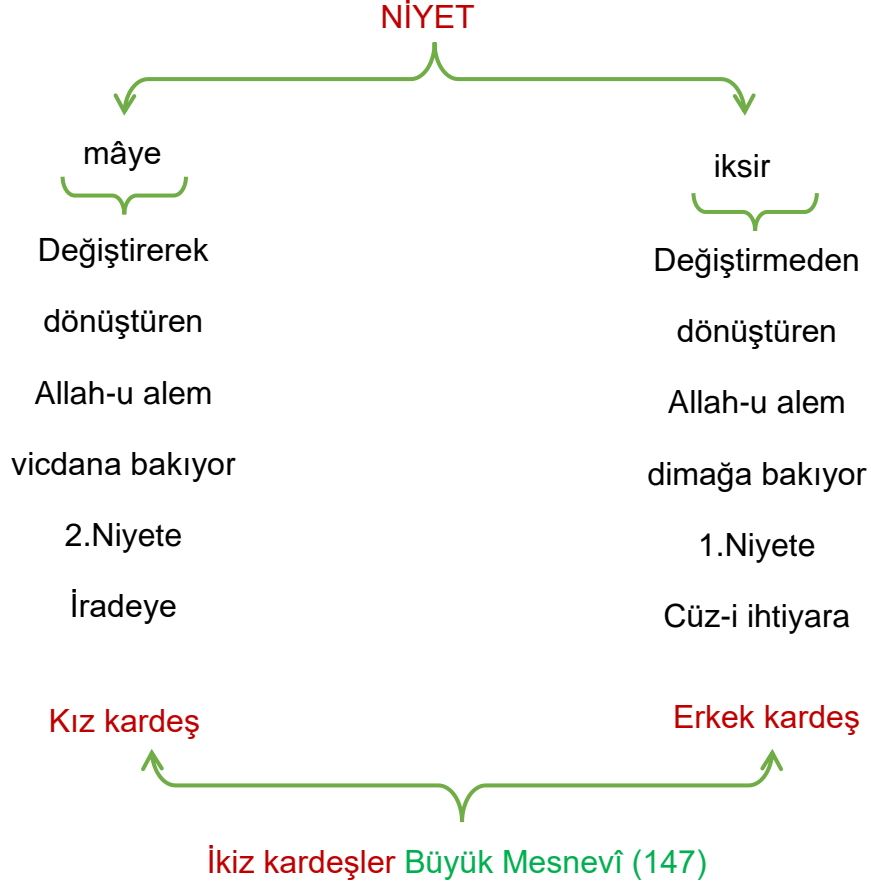 NİYET
mâye
Değiştirerek
dönüştüren
Allah-u alem
vicdana bakıyor
2.Niyete
İradeye
Kız kardeş
iksir
Değiştirmeden
dönüştüren
Allah-u alem
dimağa bakıyor
1.Niyete
Cüz-i ihtiyara
Erkek kardeş
İkiz kardeşler Büyük Mesnevî (147)